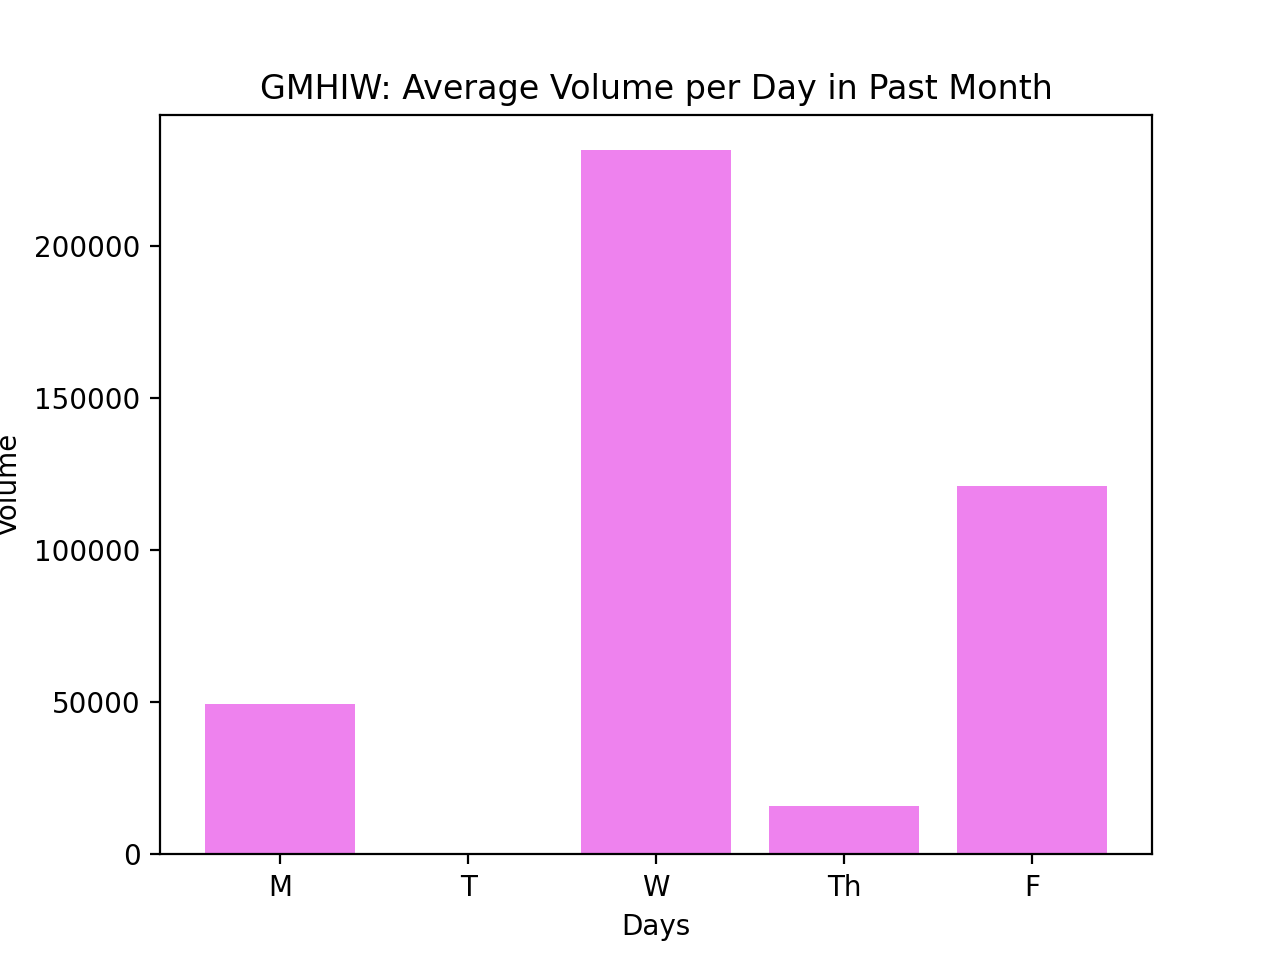 GMHIW: Average Volume per Day in Past Month
200000
150000
100000
50000
0
Volume
M T W Th F
Days